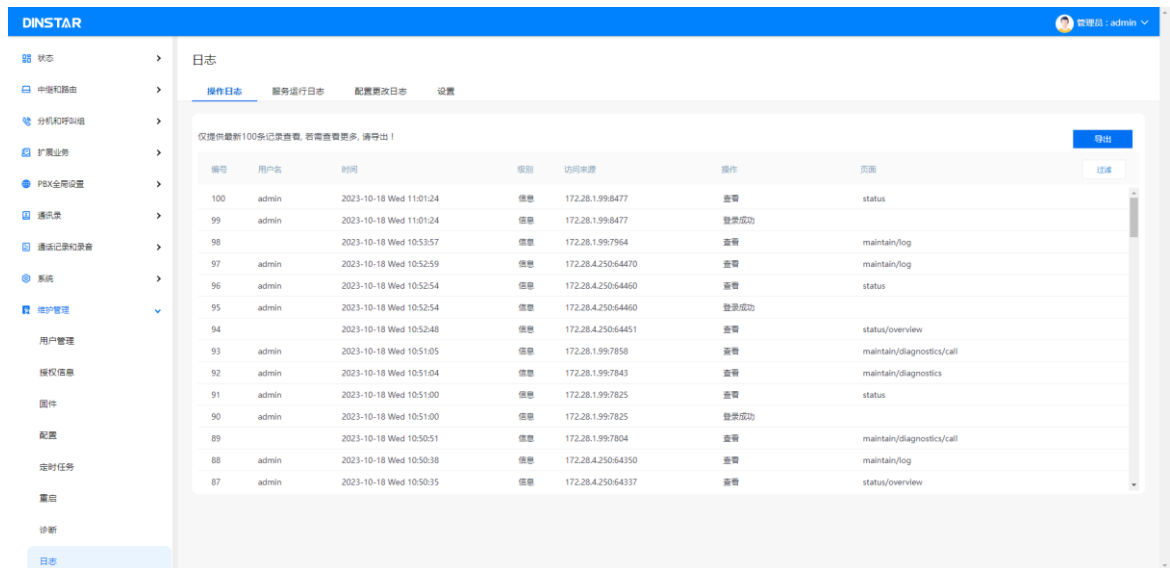 DINSTAR
管理员 : admin
状态
中继和路由
分机和呼叫组
扩展业务
PBX全局设置
通讯录
通话记录和录音
系统
维护管理
用户管理
授权信息
固件
配置
定时任务
重启
诊断
日志
日志
操作日志 服务运行日志 配置更改日志 设置
仅提供最新100条记录查看, 若需查看更多, 请导出！ 导出
编号 用户名 时间 级别 访问来源 操作 页面 过滤
100 admin 2023-10-18 Wed 11:01:24 信息 172.28.1.99:8477 查看 status
99 admin 2023-10-18 Wed 11:01:24 信息 172.28.1.99:8477 登录成功
98 2023-10-18 Wed 10:53:57 信息 172.28.1.99:7964 查看 maintain/log
97 admin 2023-10-18 Wed 10:52:59 信息 172.28.4.250:64470 查看 maintain/log
96 admin 2023-10-18 Wed 10:52:54 信息 172.28.4.250:64460 查看 status
95 admin 2023-10-18 Wed 10:52:54 信息 172.28.4.250:64460 登录成功
94 2023-10-18 Wed 10:52:48 信息 172.28.4.250:64451 查看 status/overview
93 admin 2023-10-18 Wed 10:51:05 信息 172.28.1.99:7858 查看 maintain/diagnostics/call
92 admin 2023-10-18 Wed 10:51:04 信息 172.28.1.99:7843 查看 maintain/diagnostics
91 admin 2023-10-18 Wed 10:51:00 信息 172.28.1.99:7825 查看 status
90 admin 2023-10-18 Wed 10:51:00 信息 172.28.1.99:7825 登录成功
89 2023-10-18 Wed 10:50:51 信息 172.28.1.99:7804 查看 maintain/diagnostics/call
88 admin 2023-10-18 Wed 10:50:38 信息 172.28.4.250:64350 查看 maintain/log
87 admin 2023-10-18 Wed 10:50:35 信息 172.28.4.250:64337 查看 status/overview